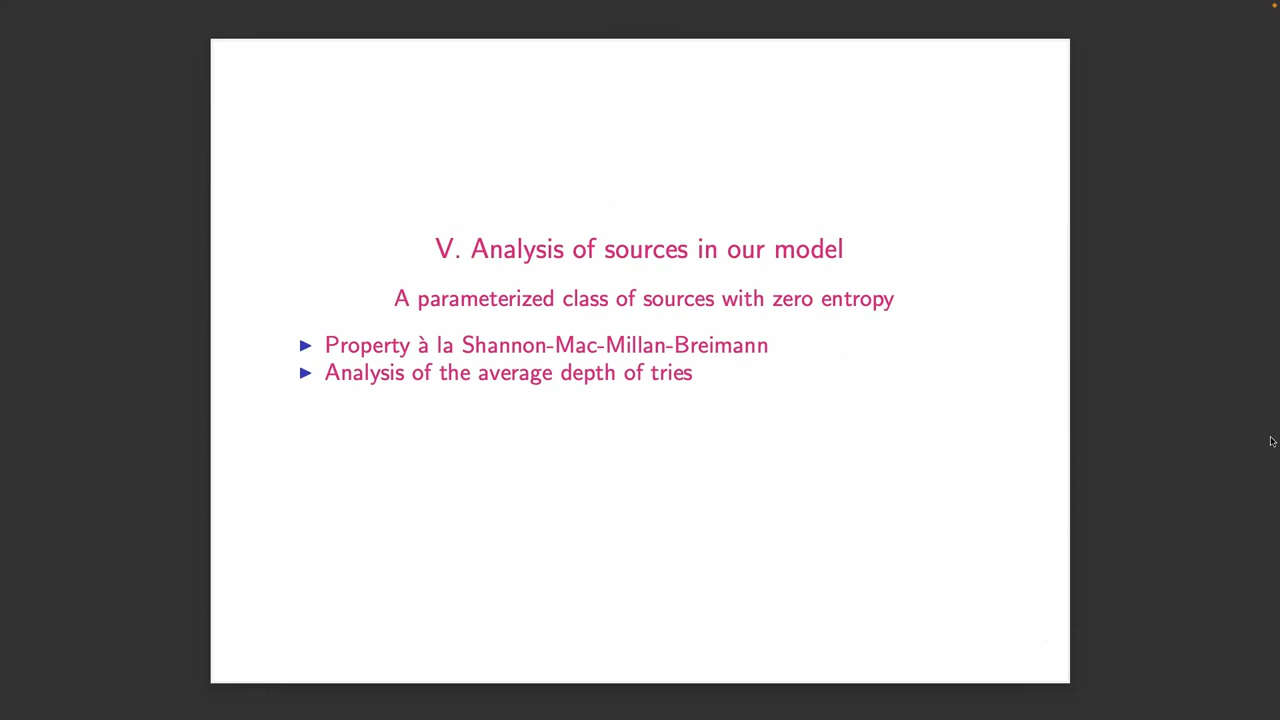 V. Analysis of sources in our model
A parameterized class of sources with zero entropy
▶ Property à la Shannon-Mac-Millan-Breimann
▶ Analysis of the average depth of tries